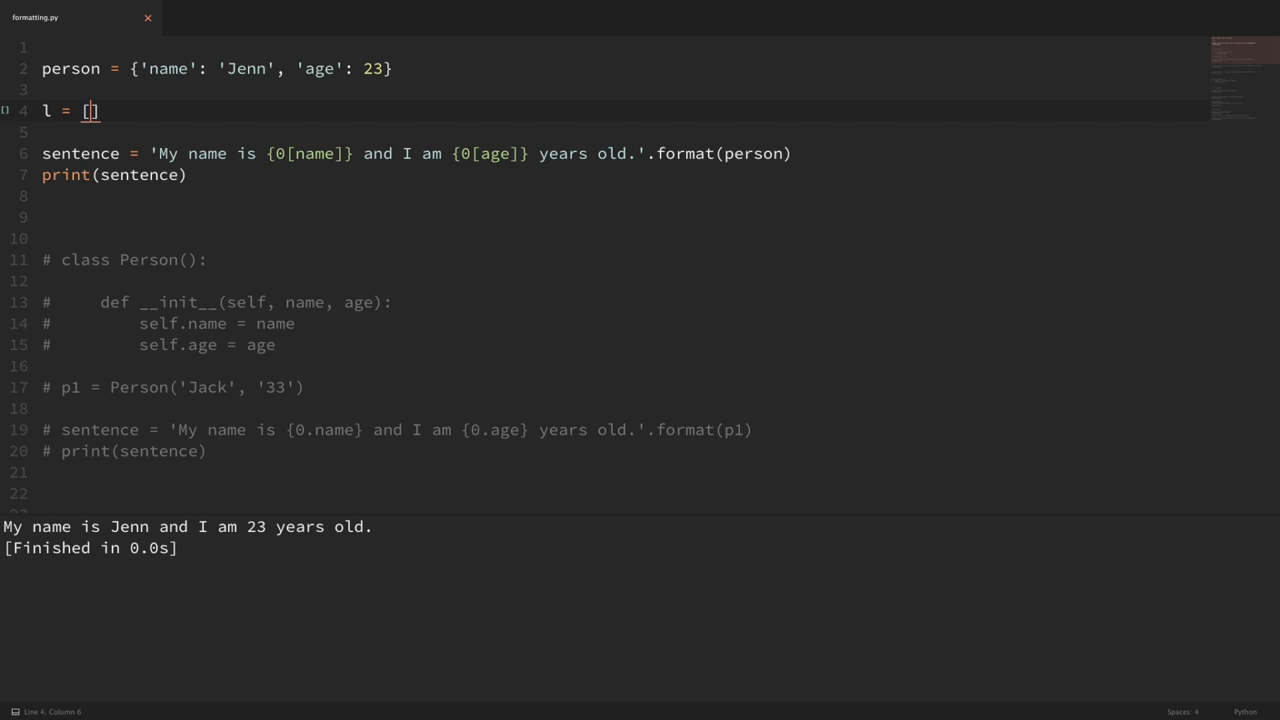 formatting.py
1
2 person = {'name': 'Jenn', 'age': 23}
3
[] 4 l = []
5
6 sentence = 'My name is {0[name]} and I am {0[age]} years old.'.format(person)
7 print(sentence)
8
9
10
11 # class Person():
12
13 #     def __init__(self, name, age):
14 #         self.name = name
15 #         self.age = age
16
17 # p1 = Person('Jack', '33')
18
19 # sentence = 'My name is {0.name} and I am {0.age} years old.'.format(p1)
20 # print(sentence)
21
22
My name is Jenn and I am 23 years old.
[Finished in 0.0s]
Line 4, Column 6 Spaces: 4 Python